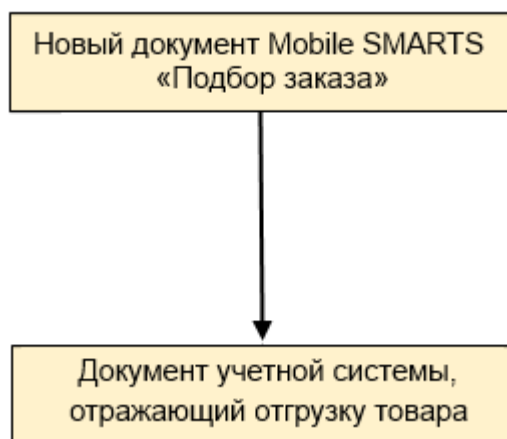 Новый документ Mobile SMARTS
«Подбор заказа»
Документ учетной системы,
отражающий отгрузку товара